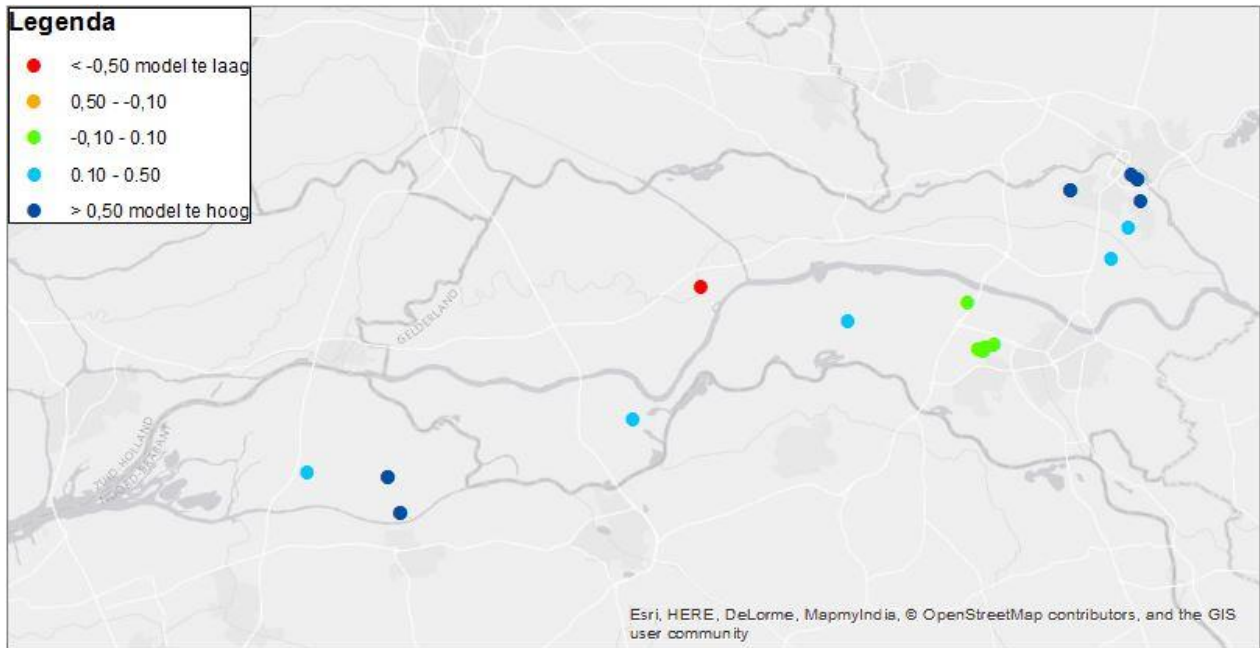 Legenda
< -0,50 model te laag
0,50 - -0,10
-0,10 - 0.10
0.10 - 0.50
> 0,50 model te hoog
GELDERLAND
ZUID-HOLLAND
NOORD-BRABANT
Esri, HERE, DeLorme, MapmyIndia, © OpenStreetMap contributors, and the GIS
user community